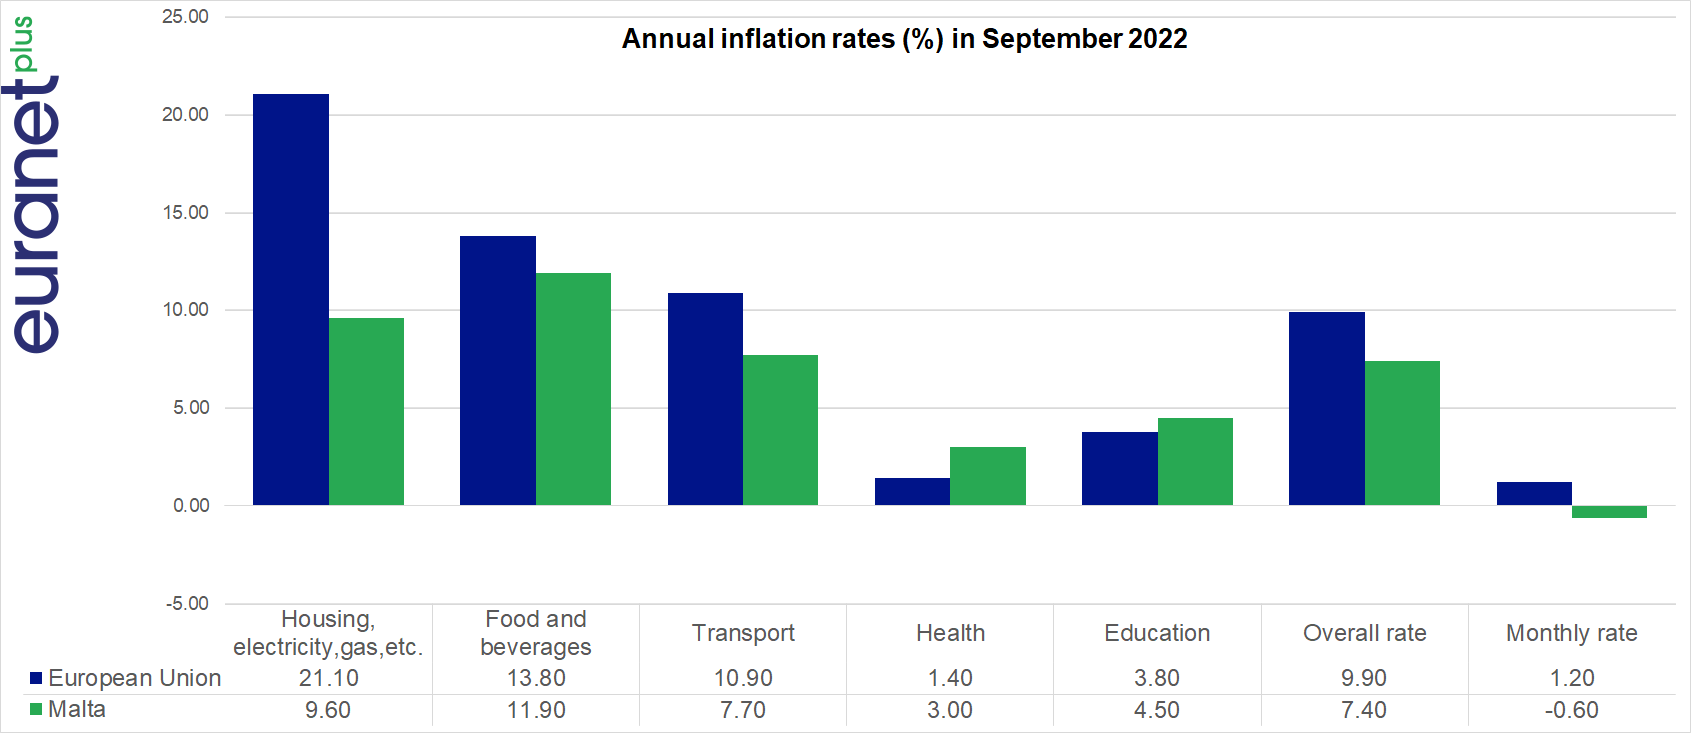 euranet plus
Annual inflation rates (%) in September 2022
25.00
20.00
15.00
10.00
5.00
0.00
-5.00
Housing, electricity,gas,etc. Food and beverages Transport Health Education Overall rate Monthly rate
European Union 21.10 13.80 10.90 1.40 3.80 9.90 1.20
Malta 9.60 11.90 7.70 3.00 4.50 7.40 -0.60